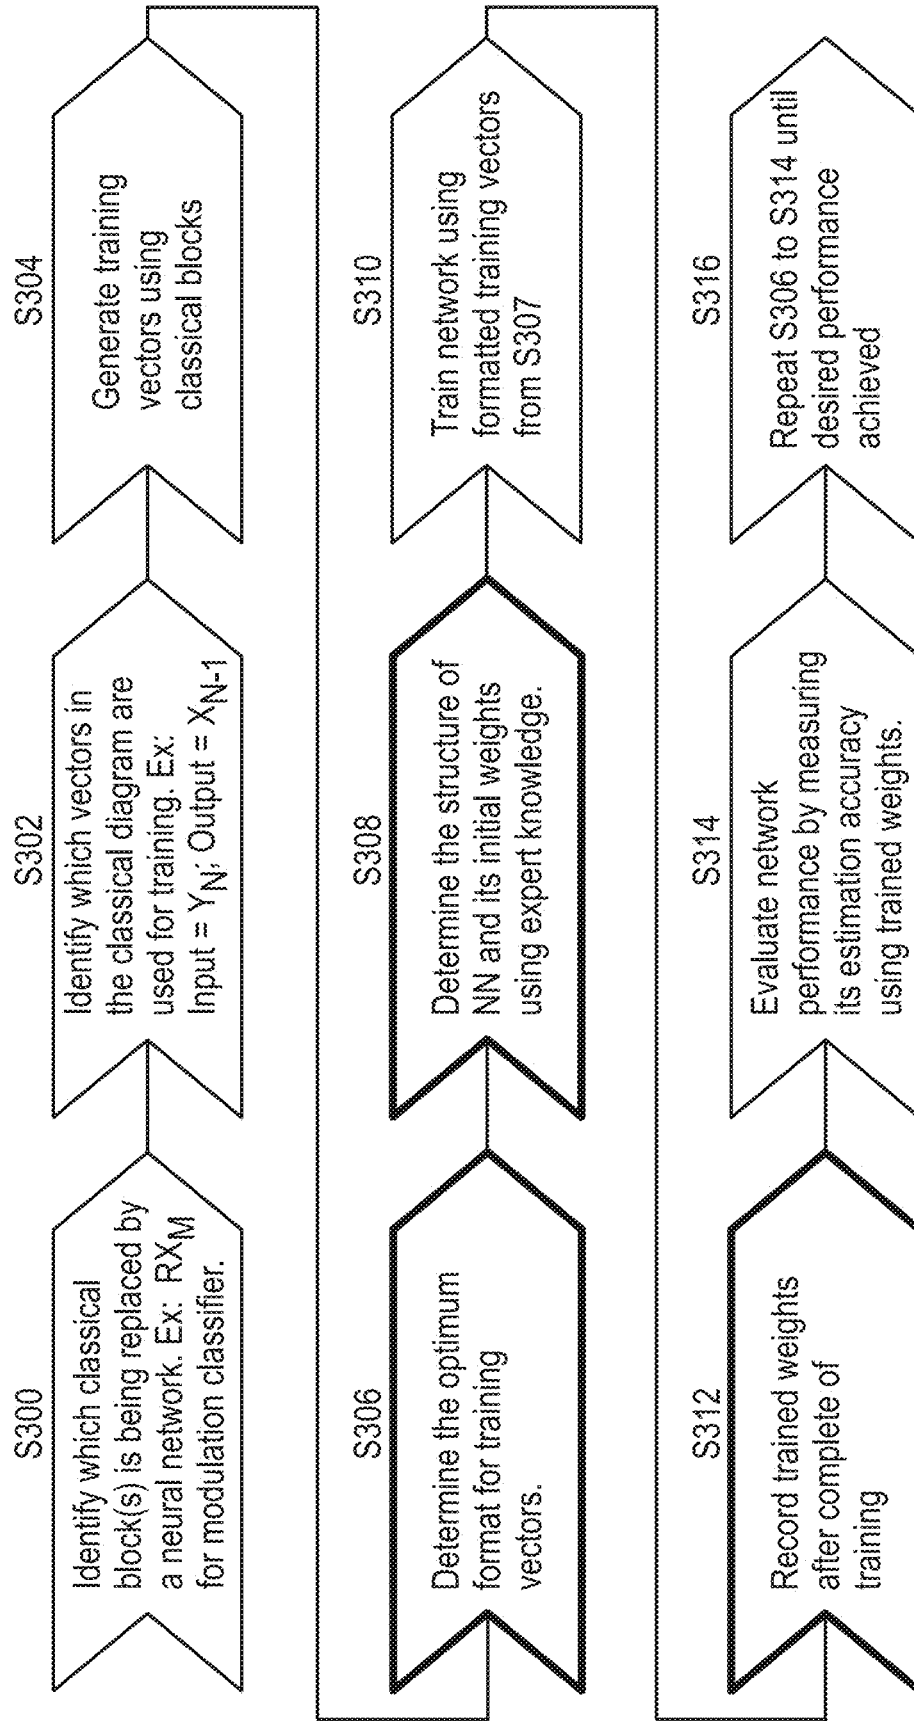 S300
Identify which classical
block(s) is being replaced by
a neural network. Ex: RXM
for modulation classifier.
S302
Identify which vectors in
the classical diagram are
used for training. Ex:
Input = YN; Output = XN-1
S304
Generate training
vectors using
classical blocks
S306
Determine the optimum
format for training
vectors.
S308
Determine the structure of
NN and its initial weights
using expert knowledge.
S310
Train network using
formatted training vectors
from S307
S312
Record trained weights
after complete of
training
S314
Evaluate network
performance by measuring
its estimation accuracy
using trained weights.
S316
Repeat S306 to S314 until
desired performance
achieved